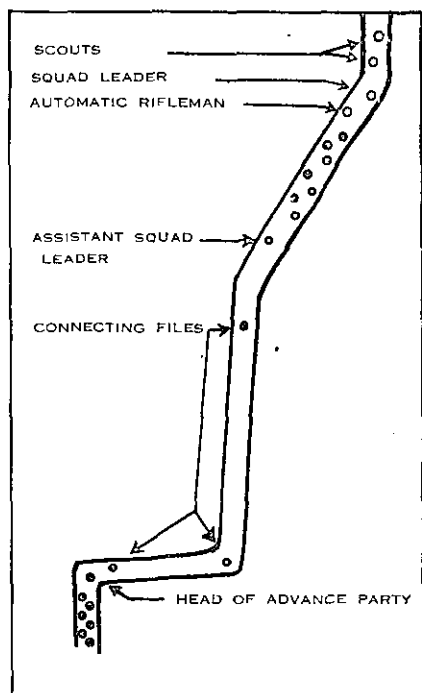 SCOUTS
SQUAD LEADER
AUTOMATIC RIFLEMAN
ASSISTANT SQUAD
LEADER
CONNECTING FILES
HEAD OF ADVANCE PARTY